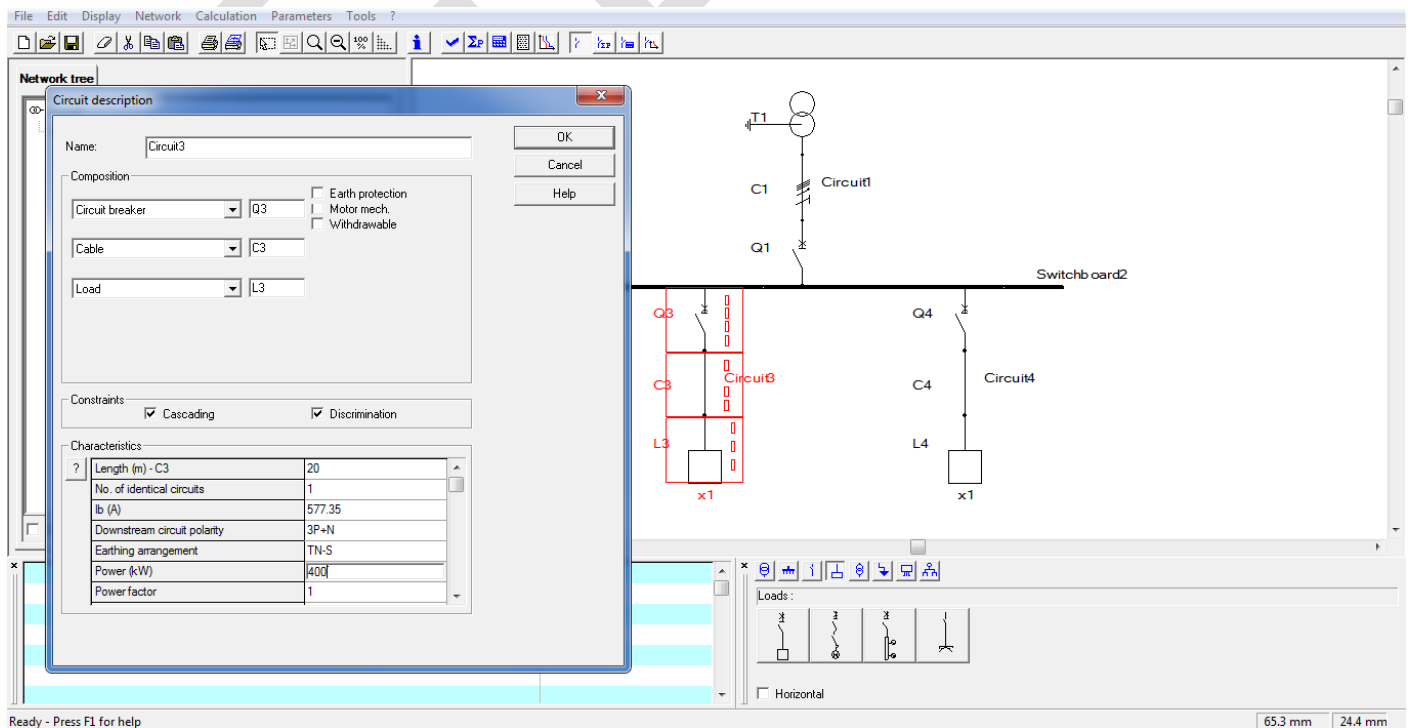 File Edit Display Network Calculation Parameters Tools ?
Network tree
Circuit description
Name: Circuit3
OK
Cancel
Help
Composition
Circuit breaker Q3
Earth protection
Motor mech.
Withdrawable
Cable C3
Load L3
Constraints
Cascading Discrimination
Characteristics
? Length (m) - C3 20
No. of identical circuits 1
Ib (A) 577.35
Downstream circuit polarity 3P+N
Earthing arrangement TN-S
Power (kW) 400
Power factor 1
T1
C1 Circuit1
Q1
Switchboard2
Q3
C3 Circuit3
L3
x1
Q4
C4 Circuit4
L4
x1
Loads :
Horizontal
Ready - Press F1 for help 65.3 mm 24.4 mm